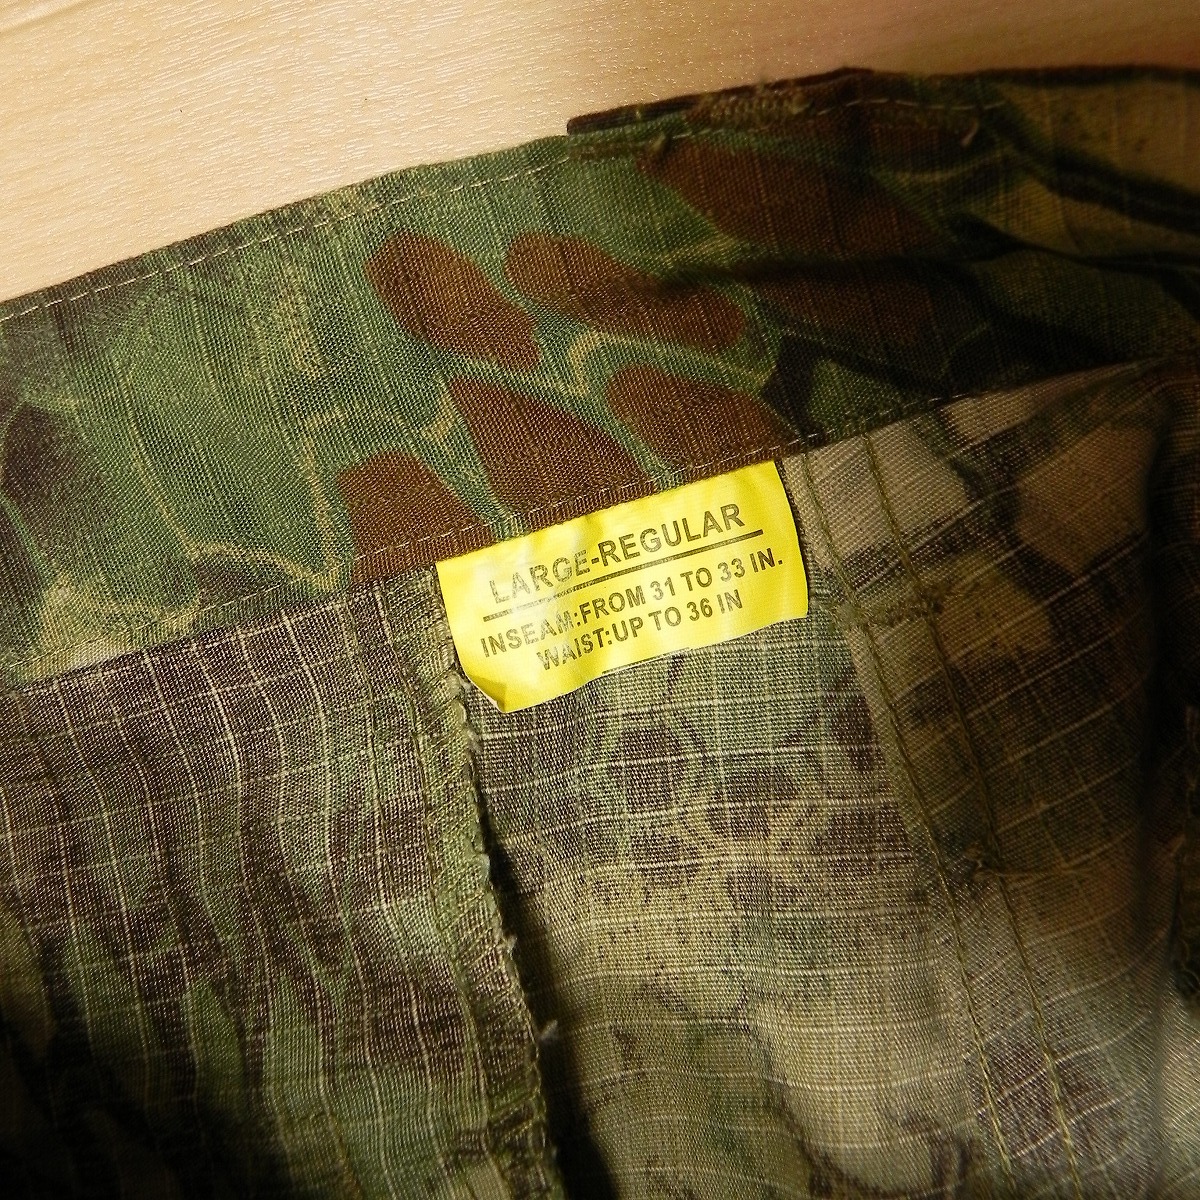 LARGE-REGULAR
INSEAM:FROM 31 TO 33 IN.
WAIST:UP TO 36 IN